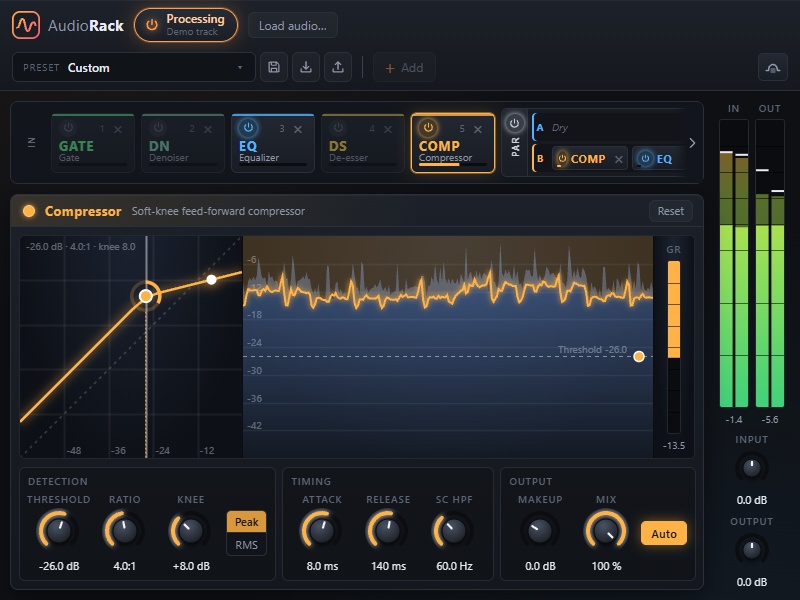 AudioRack
Processing
Demo track
Load audio...
PRESET Custom
+ Add
IN
1
GATE
Gate
2
DN
Denoiser
3
EQ
Equalizer
4
DS
De-esser
5
COMP
Compressor
PAR
A Dry
B COMP EQ
IN OUT
Compressor Soft-knee feed-forward compressor Reset
-26.0 dB · 4.0:1 · knee 8.0
-48 -36 -24 -12
-6
-12
-18
-24
-30
-36
-42
Threshold -26.0
GR
-13.5
-1.4 -5.6
DETECTION
THRESHOLD RATIO KNEE
-26.0 dB 4.0:1 +8.0 dB
Peak
RMS
TIMING
ATTACK RELEASE SC HPF
8.0 ms 140 ms 60.0 Hz
OUTPUT
MAKEUP MIX
0.0 dB 100 %
Auto
INPUT
0.0 dB
OUTPUT
0.0 dB